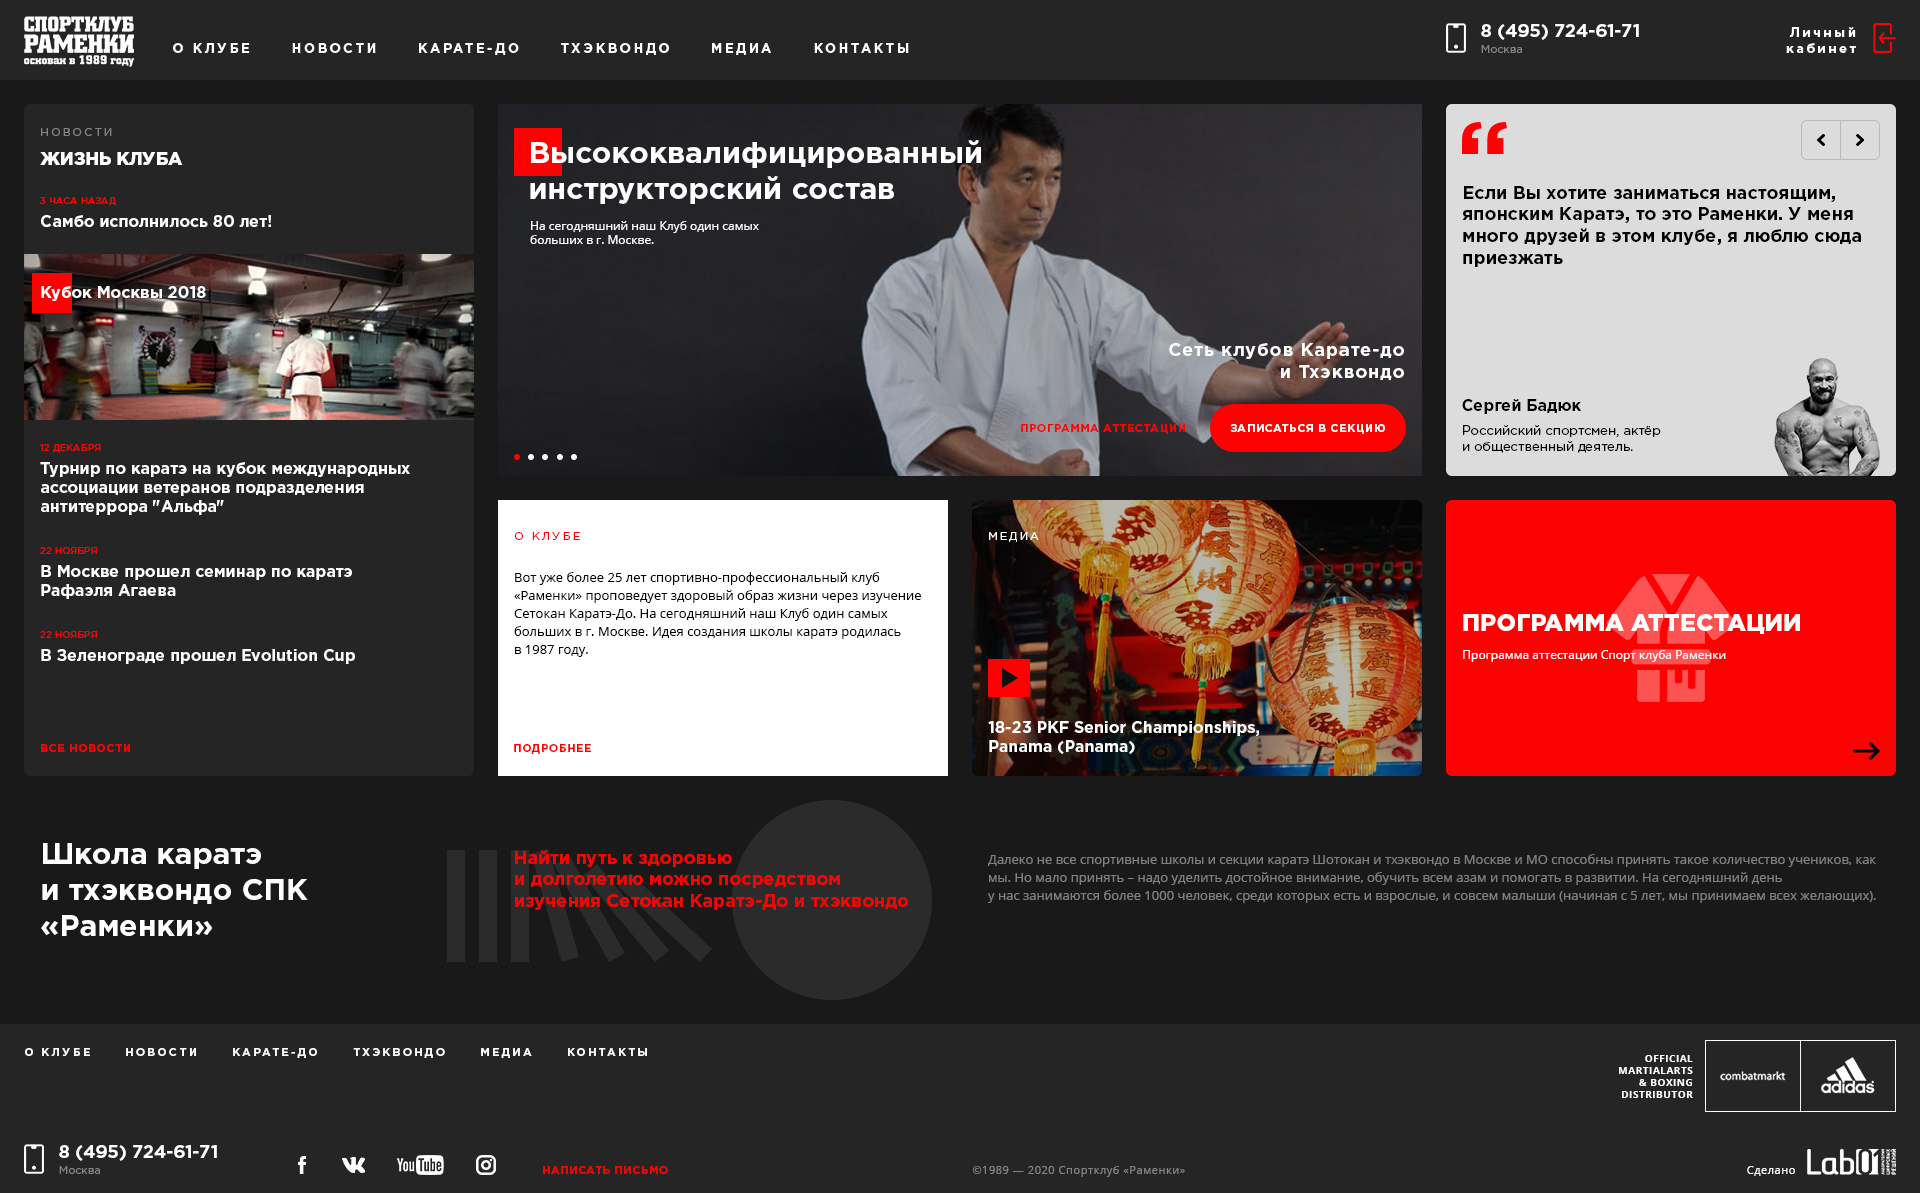 СПОРТКЛУБ
РАМЕНКИ
основан в 1989 году
О КЛУБЕ
НОВОСТИ
КАРАТЕ-ДО
ТХЭКВОНДО
МЕДИА
КОНТАКТЫ
8 (495) 724-61-71
Москва
Личный
кабинет
НОВОСТИ
ЖИЗНЬ КЛУБА
3 ЧАСА НАЗАД
Самбо исполнилось 80 лет!
Кубок Москвы 2018
12 ДЕКАБРЯ
Турнир по каратэ на кубок международных
ассоциации ветеранов подразделения
антитеррора "Альфа"
22 НОЯБРЯ
В Москве прошел семинар по каратэ
Рафаэля Агаева
22 НОЯБРЯ
В Зеленограде прошел Evolution Cup
ВСЕ НОВОСТИ
Высококвалифицированный
инструкторский состав
На сегодняшний наш Клуб один самых
больших в г. Москве.
Сеть клубов Карате-до
и Тхэквондо
ПРОГРАММА АТТЕСТАЦИИ
ЗАПИСАТЬСЯ В СЕКЦИЮ
Если Вы хотите заниматься настоящим,
японским Каратэ, то это Раменки. У меня
много друзей в этом клубе, я люблю сюда
приезжать
Сергей Бадюк
Российский спортсмен, актёр
и общественный деятель.
О КЛУБЕ
Вот уже более 25 лет спортивно-профессиональный клуб
«Раменки» проповедует здоровый образ жизни через изучение
Сетокан Каратэ-До. На сегодняшний наш Клуб один самых
больших в г. Москве. Идея создания школы каратэ родилась
в 1987 году.
ПОДРОБНЕЕ
МЕДИА
18-23 PKF Senior Championships,
Panama (Panama)
ПРОГРАММА АТТЕСТАЦИИ
Программа аттестации Спорт клуба Раменки
Школа каратэ
и тхэквондо СПК
«Раменки»
Найти путь к здоровью
и долголетию можно посредством
изучения Сетокан Каратэ-До и тхэквондо
Далеко не все спортивные школы и секции каратэ Шотокан и тхэквондо в Москве и МО способны принять такое количество учеников, как
мы. Но мало принять – надо уделить достойное внимание, обучить всем азам и помогать в развитии. На сегодняшний день
у нас занимаются более 1000 человек, среди которых есть и взрослые, и совсем малыши (начиная с 5 лет, мы принимаем всех желающих).
О КЛУБЕ
НОВОСТИ
КАРАТЕ-ДО
ТХЭКВОНДО
МЕДИА
КОНТАКТЫ
OFFICIAL
MARTIALARTS
& BOXING
DISTRIBUTOR
combatmarkt
adidas
8 (495) 724-61-71
Москва
You Tube
НАПИСАТЬ ПИСЬМО
©1989 — 2020 Спортклуб «Раменки»
Сделано
Lab01